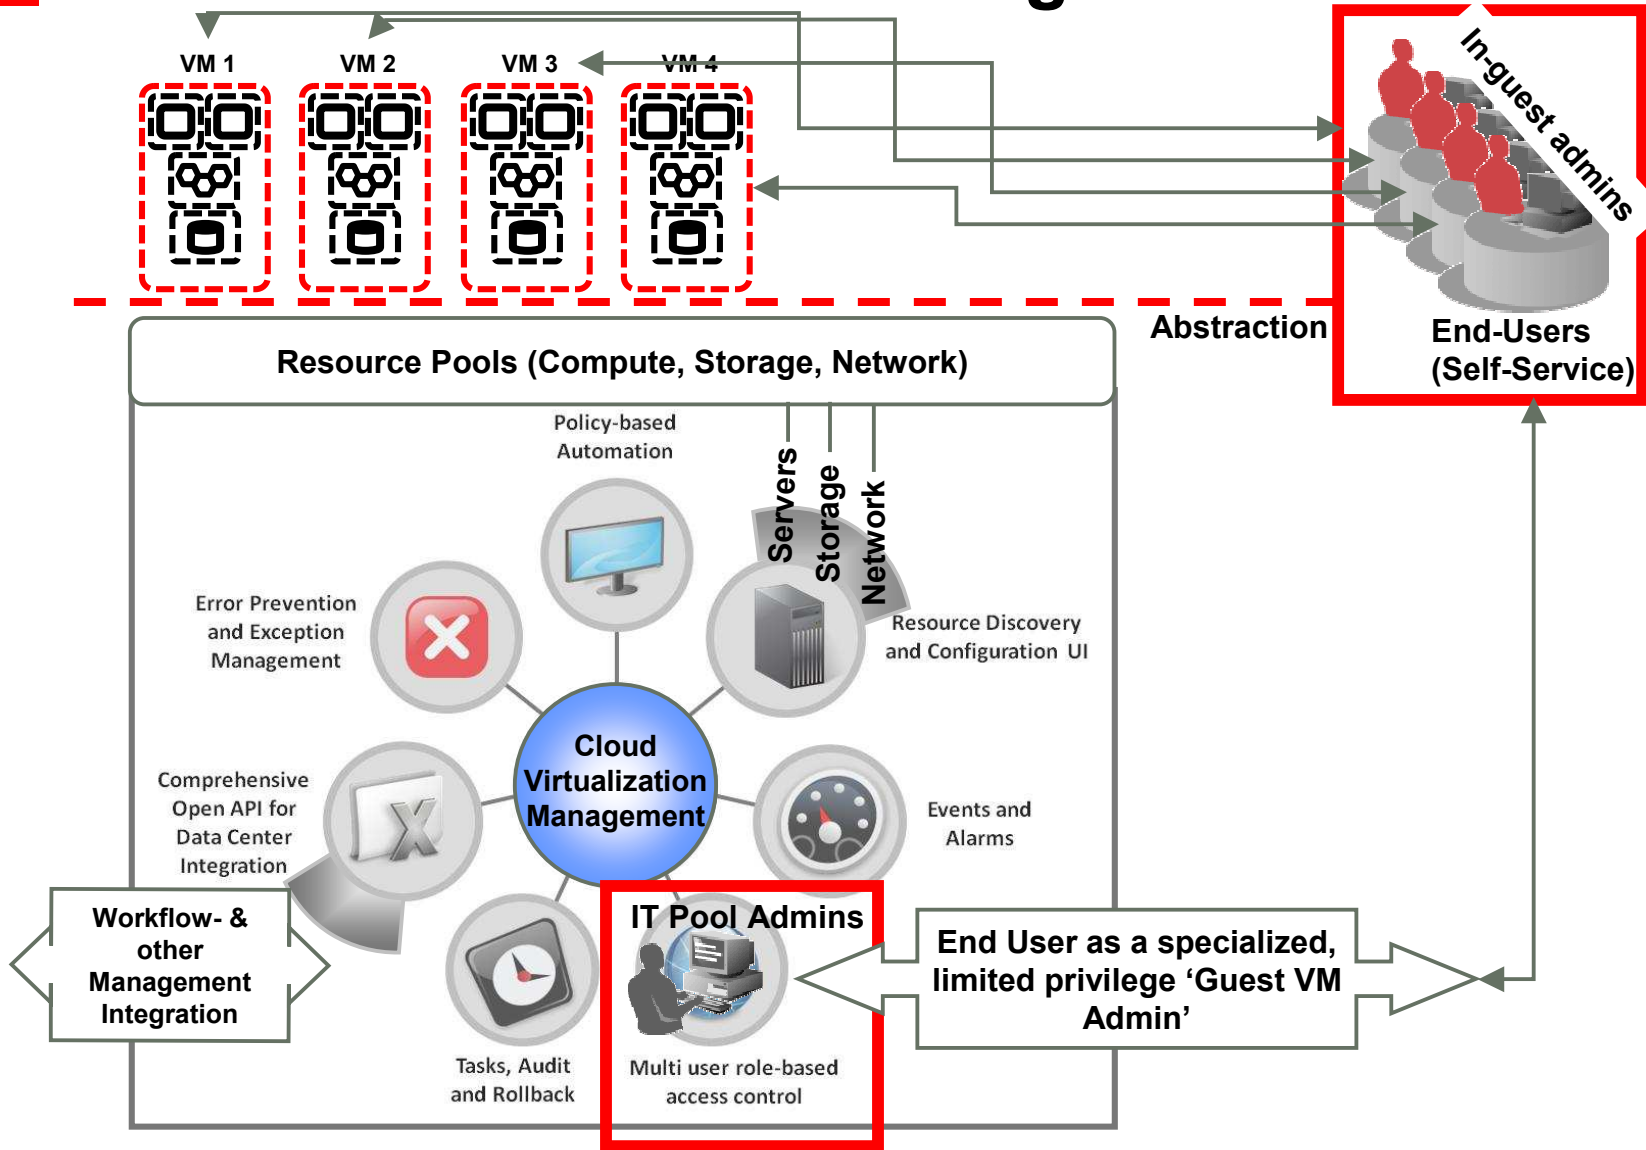 VM 1
VM 2
VM 3
VM 4
In-guest admins
Abstraction
End-Users
(Self-Service)
Resource Pools (Compute, Storage, Network)
Policy-based
Automation
Servers
Storage
Network
Error Prevention
and Exception
Management
Resource Discovery
and Configuration UI
Cloud
Virtualization
Management
Comprehensive
Open API for
Data Center
Integration
Events and
Alarms
Workflow- &
other
Management
Integration
IT Pool Admins
End User as a specialized,
limited privilege ‘Guest VM
Admin’
Tasks, Audit
and Rollback
Multi user role-based
access control